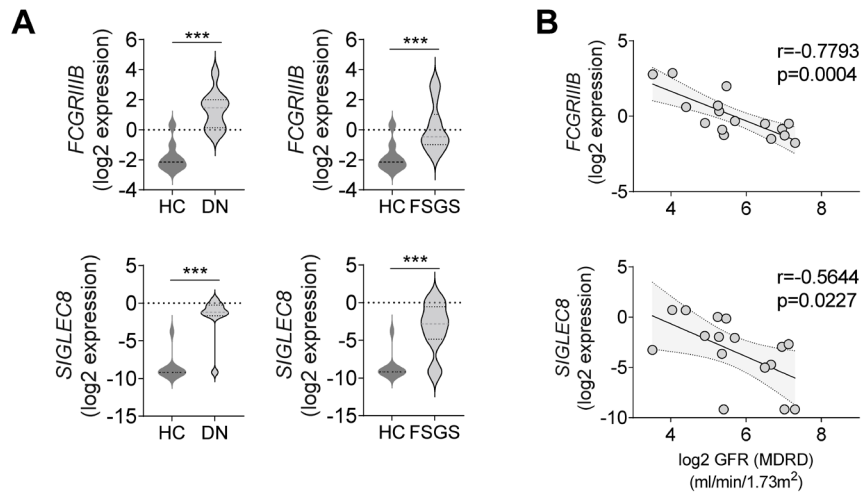 A
B
FCGRIIIB
(log2 expression)
6
4
2
0
-2
-4
***
HC DN
FCGRIIIB
(log2 expression)
6
4
2
0
-2
-4
***
HC FSGS
FCGRIIIB
(log2 expression)
5
0
-5
4 6 8
r=-0.7793
p=0.0004
SIGLEC8
(log2 expression)
5
0
-5
-10
-15
***
HC DN
SIGLEC8
(log2 expression)
5
0
-5
-10
-15
***
HC FSGS
SIGLEC8
(log2 expression)
5
0
-5
-10
4 6 8
r=-0.5644
p=0.0227
log2 GFR (MDRD)
(ml/min/1.73m²)